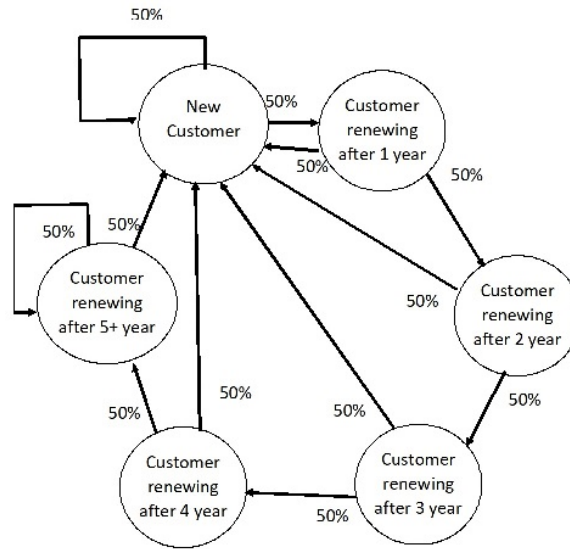 50%
New
Customer
50%
Customer
renewing
after 1 year
50%
50%
50%
50%
Customer
renewing
after 5+ year
50%
Customer
renewing
after 2 year
50%
50%
50%
50%
Customer
renewing
after 4 year
50%
Customer
renewing
after 3 year